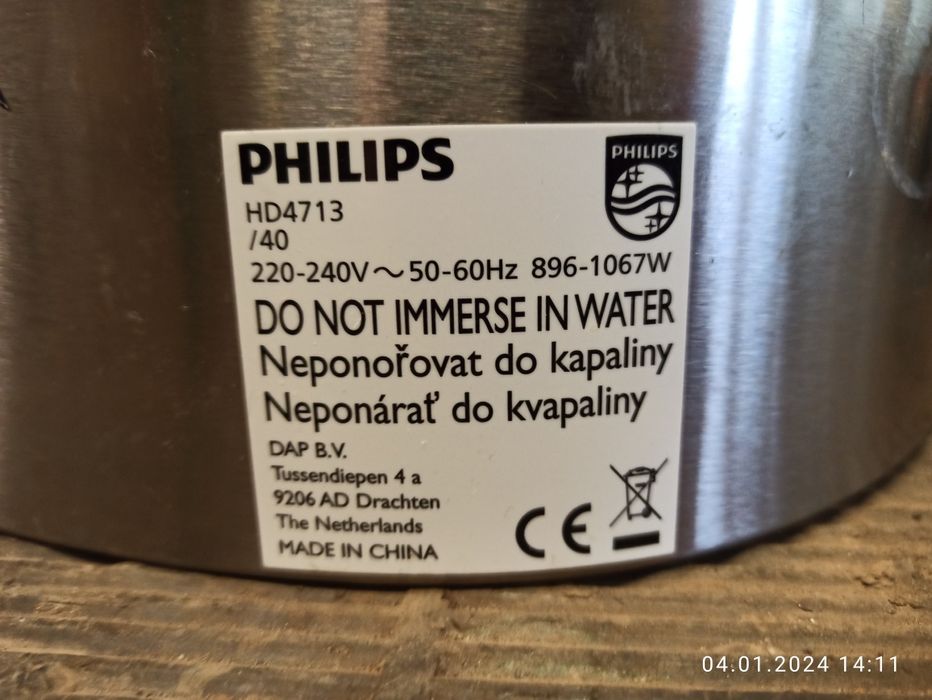 PHILIPS
PHILIPS
HD4713
/40
220-240V~50-60Hz 896-1067W
DO NOT IMMERSE IN WATER
Neponořovat do kapaliny
Neponárať do kvapaliny
DAP B.V.
Tussendiepen 4 a
9206 AD Drachten
The Netherlands
MADE IN CHINA
CE
04.01.2024 14:11